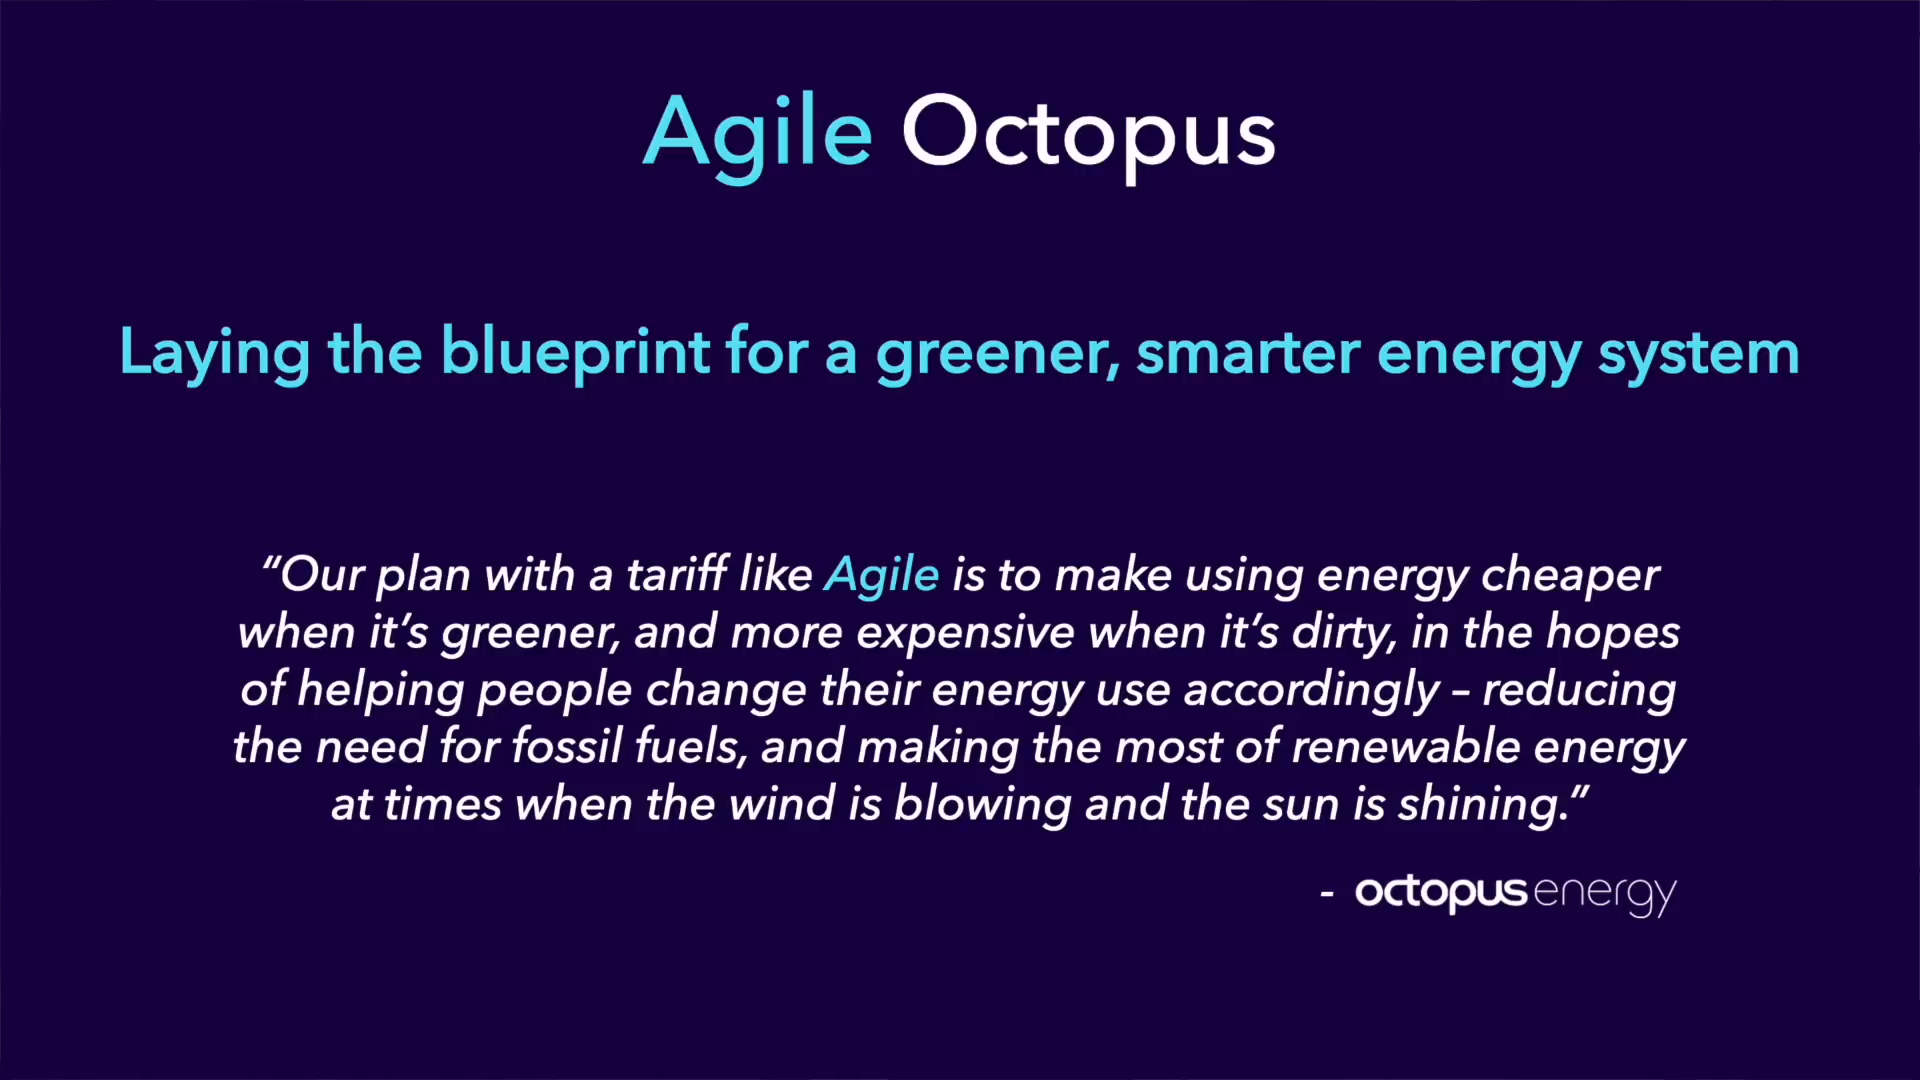 Agile Octopus
Laying the blueprint for a greener, smarter energy system
“Our plan with a tariff like Agile is to make using energy cheaper
when it’s greener, and more expensive when it’s dirty, in the hopes
of helping people change their energy use accordingly – reducing
the need for fossil fuels, and making the most of renewable energy
at times when the wind is blowing and the sun is shining.”
- octopusenergy